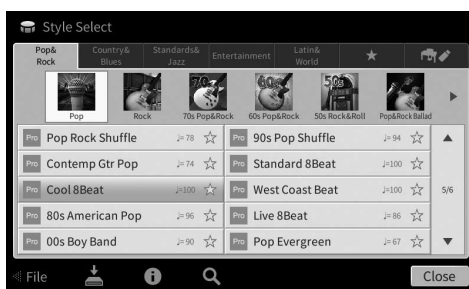 Style Select
Pop&
Rock
Country&
Blues
Standards&
Jazz
Entertainment
Latin&
World
Pop
Rock
70s Pop&Rock
60s Pop&Rock
50s Rock&Roll
Pop&Rock Ballad
Pro Pop Rock Shuffle ♩= 78
Pro 90s Pop Shuffle ♩= 94
Pro Contemp Gtr Pop ♩= 74
Pro Standard 8Beat ♩=100
Pro Cool 8Beat ♩=100
Pro West Coast Beat ♩=100
5/6
Pro 80s American Pop ♩= 96
Pro Live 8Beat ♩= 86
Pro 00s Boy Band ♩= 90
Pro Pop Evergreen ♩= 67
File
Close